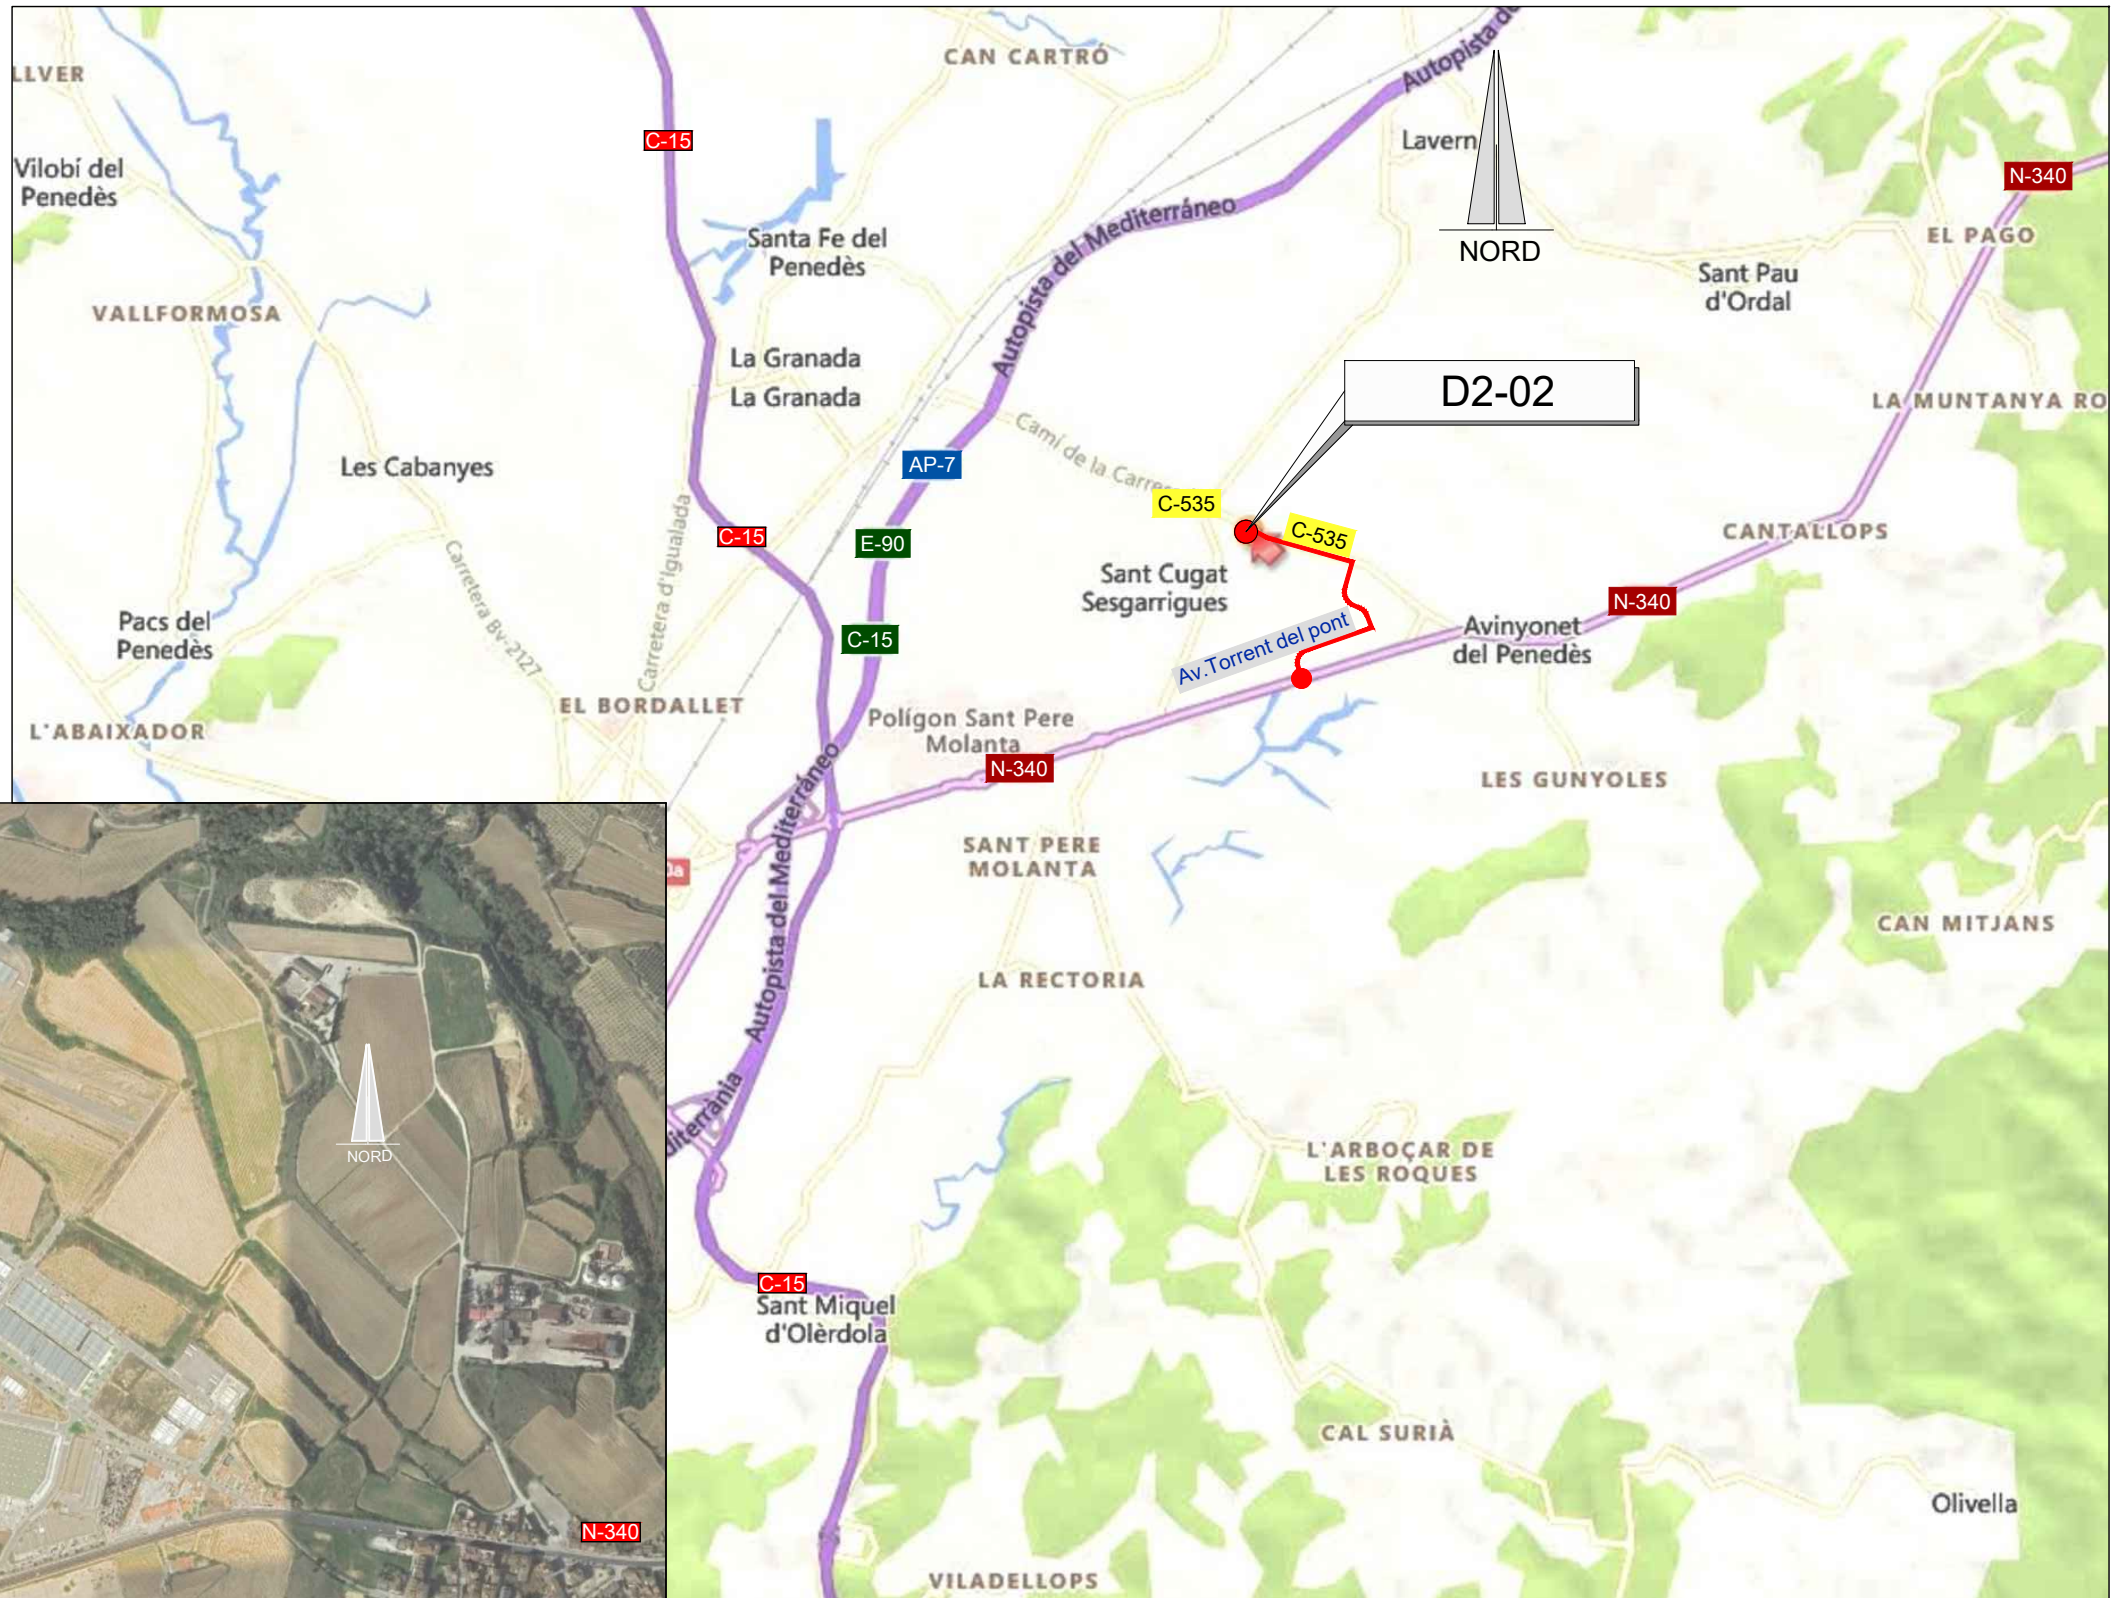 CAN CARTRÓ
LLVER
Autopista de
C-15
Lavern
Vilobí del
Penedès
N-340
Autopista del Mediterráneo
Santa Fe del
Penedès
NORD
EL PAGO
Sant Pau
d'Ordal
VALLFORMOSA
Autopista del Mediterráneo
La Granada
La Granada
D2-02
LA MUNTANYA RO
Camí de la Carre
Les Cabanyes
AP-7
C-535
C-535
C-15
E-90
CANTALLOPS
Carretera d'Igualada
Carretera Bv-2127
Sant Cugat
Sesgarrigues
N-340
Pacs del
Penedès
C-15
Av.Torrent del pont
Avinyonet
del Penedès
EL BORDALLET
L'ABAIXADOR
Polígon Sant Pere
Molanta
N-340
LES GUNYOLES
Autopista del Mediterráneo
SANT PERE
MOLANTA
CAN MITJANS
LA RECTORIA
diterrània
NORD
L'ARBOÇAR DE
LES ROQUES
C-15
Sant Miquel
d'Olèrdola
CAL SURIÀ
Olivella
N-340
VILADELLOPS